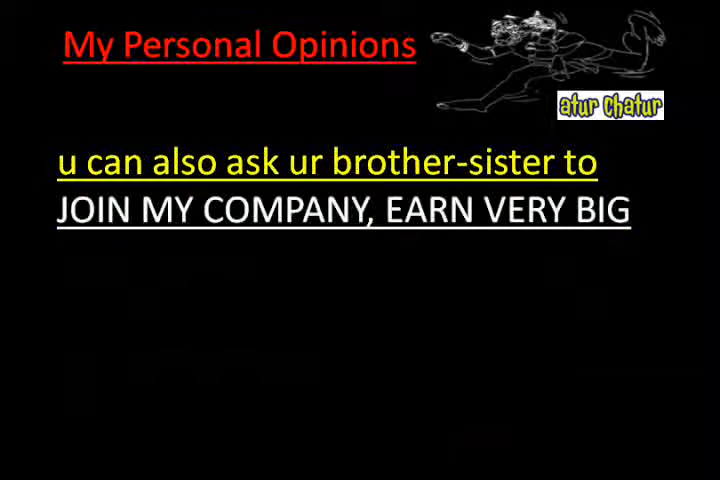 My Personal Opinions
atur chatur
u can also ask ur brother-sister to
JOIN MY COMPANY, EARN VERY BIG